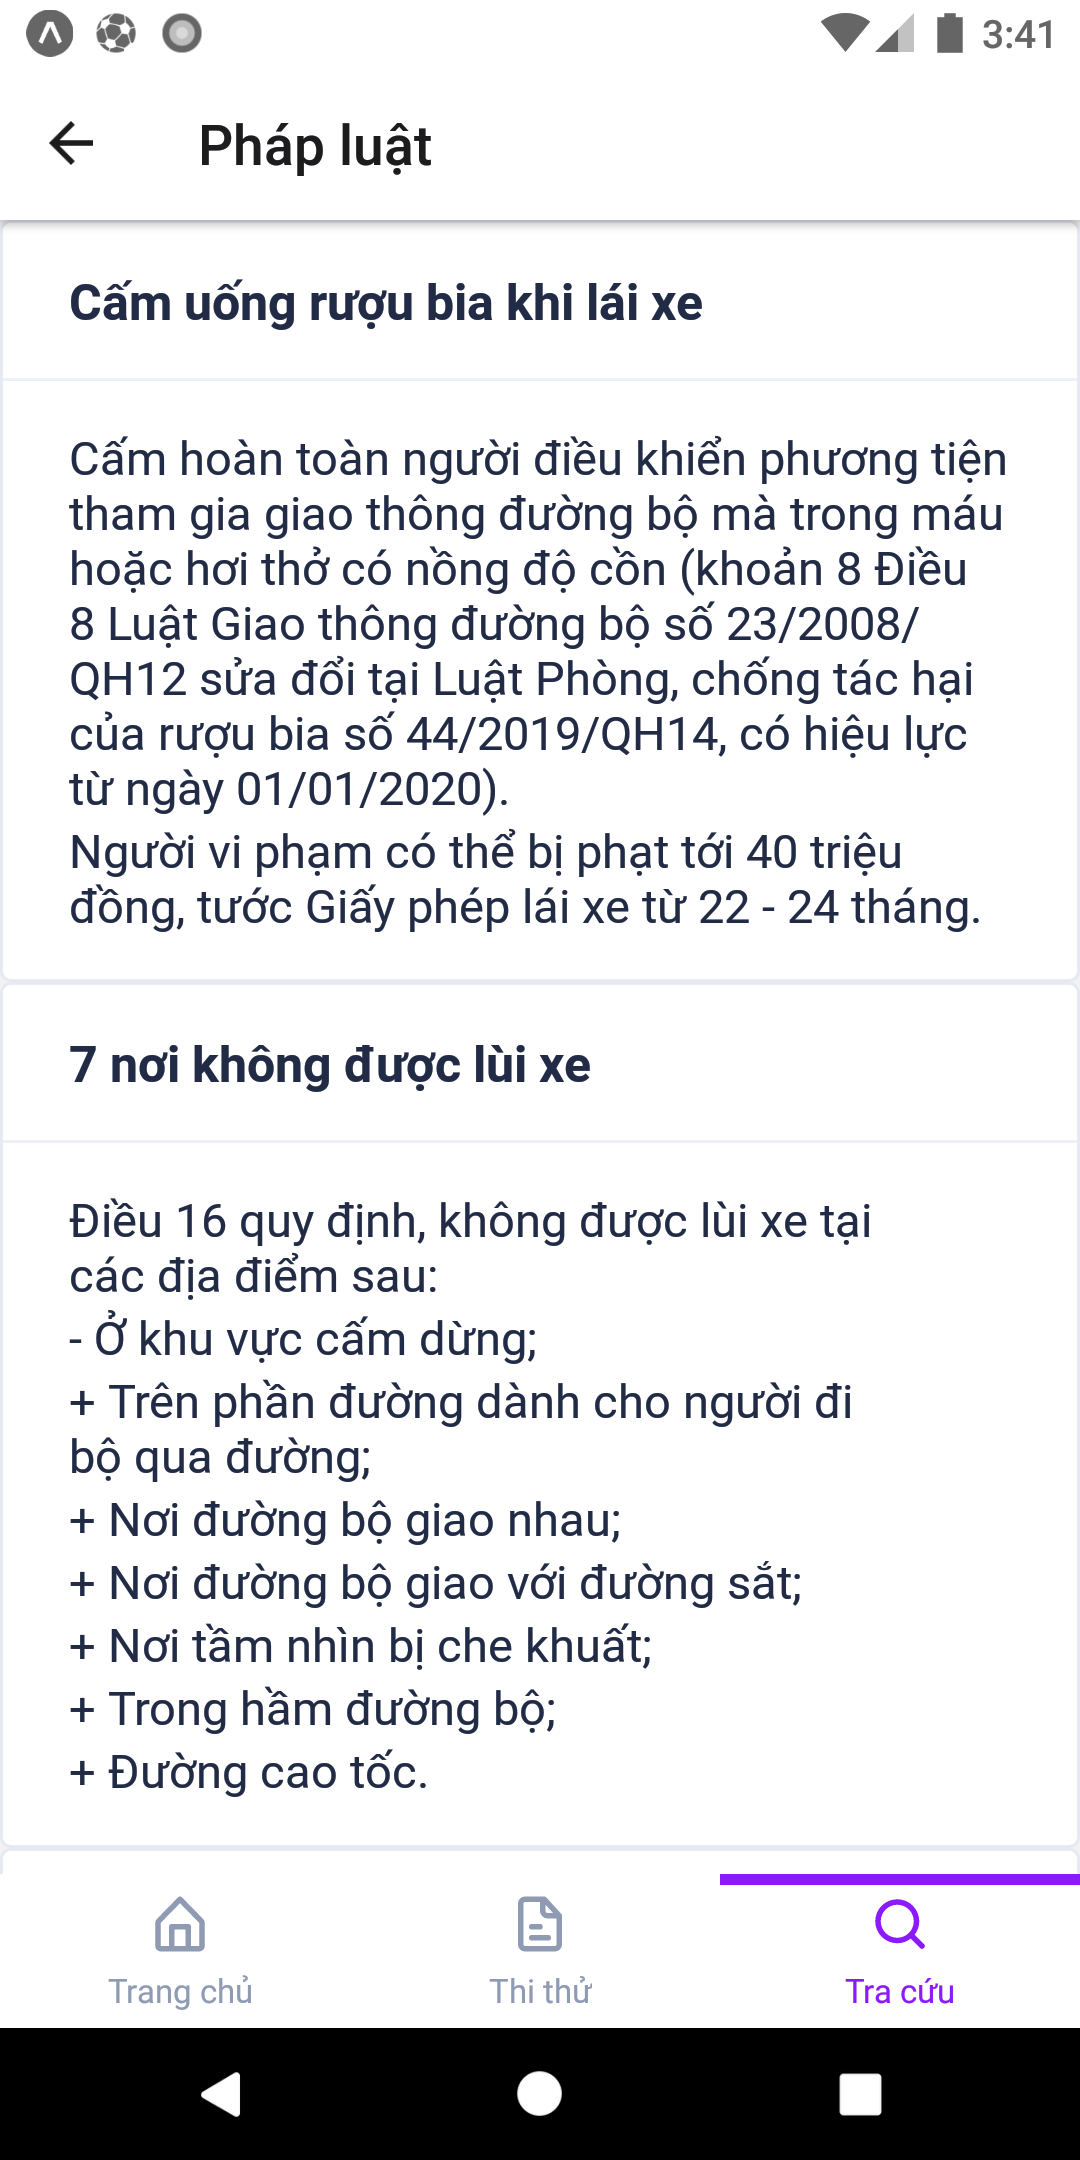 3:41
Pháp luật
Cấm uống rượu bia khi lái xe
Cấm hoàn toàn người điều khiển phương tiện
tham gia giao thông đường bộ mà trong máu
hoặc hơi thở có nồng độ cồn (khoản 8 Điều
8 Luật Giao thông đường bộ số 23/2008/
QH12 sửa đổi tại Luật Phòng, chống tác hại
của rượu bia số 44/2019/QH14, có hiệu lực
từ ngày 01/01/2020).
Người vi phạm có thể bị phạt tới 40 triệu
đồng, tước Giấy phép lái xe từ 22 - 24 tháng.
7 nơi không được lùi xe
Điều 16 quy định, không được lùi xe tại
các địa điểm sau:
- Ở khu vực cấm dừng;
+ Trên phần đường dành cho người đi
bộ qua đường;
+ Nơi đường bộ giao nhau;
+ Nơi đường bộ giao với đường sắt;
+ Nơi tầm nhìn bị che khuất;
+ Trong hầm đường bộ;
+ Đường cao tốc.
Trang chủ
Thi thử
Tra cứu